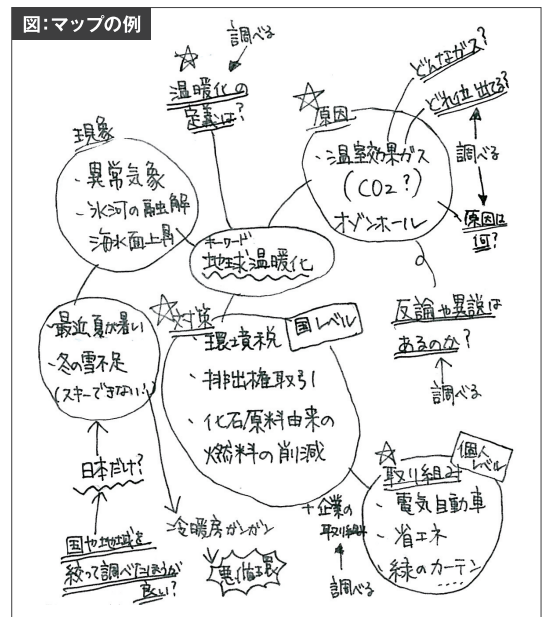 図:マップの例
調べる
温暖化の
定義は?
どんなガス?
どれ位出てる?
調べる
原因は
何?
原因
・温室効果ガス
(CO2?)
オゾンホール
現象
・異常気象
・氷河の融解
海水面上昇
キーワード
地球温暖化
・最近夏が暑い
・冬の雪不足
(スキーできない!)
対策
国レベル
・環境税
・排出権取引
・化石原料由来の
燃料の削減
反論や異説は
あるのか?
調べる
日本だけ?
国や地域を
絞って調べたほうが
良い?
冷暖房ガンガン
悪循環
+企業の
取り組み
調べる
個人
レベル
取り組み
・電気自動車
・省エネ
・緑のカーテン